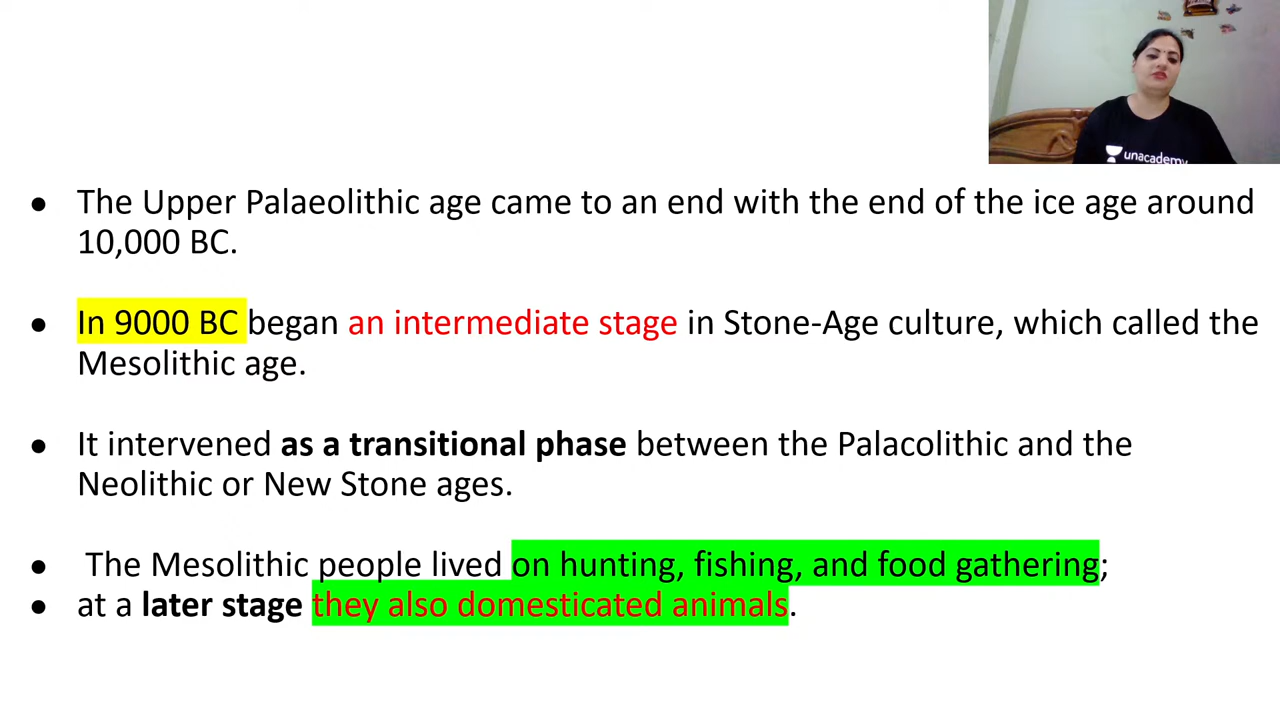 unacademy
The Upper Palaeolithic age came to an end with the end of the ice age around
10,000 BC.
In 9000 BC began an intermediate stage in Stone-Age culture, which called the
Mesolithic age.
It intervened as a transitional phase between the Palacolithic and the
Neolithic or New Stone ages.
The Mesolithic people lived on hunting, fishing, and food gathering;
at a later stage they also domesticated animals.